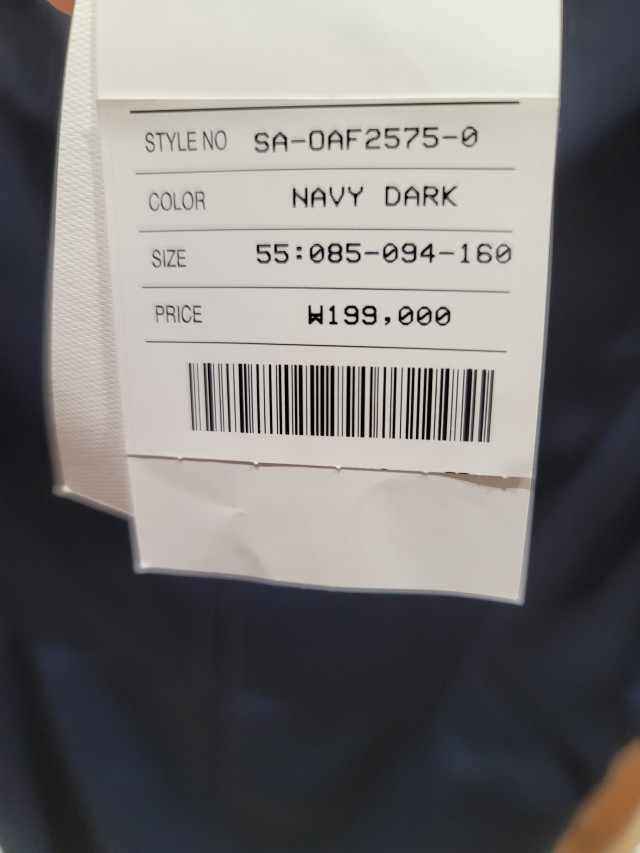 STYLE NO SA-OAF2575-0
COLOR NAVY DARK
SIZE 55:085-094-160
PRICE ₩199,000